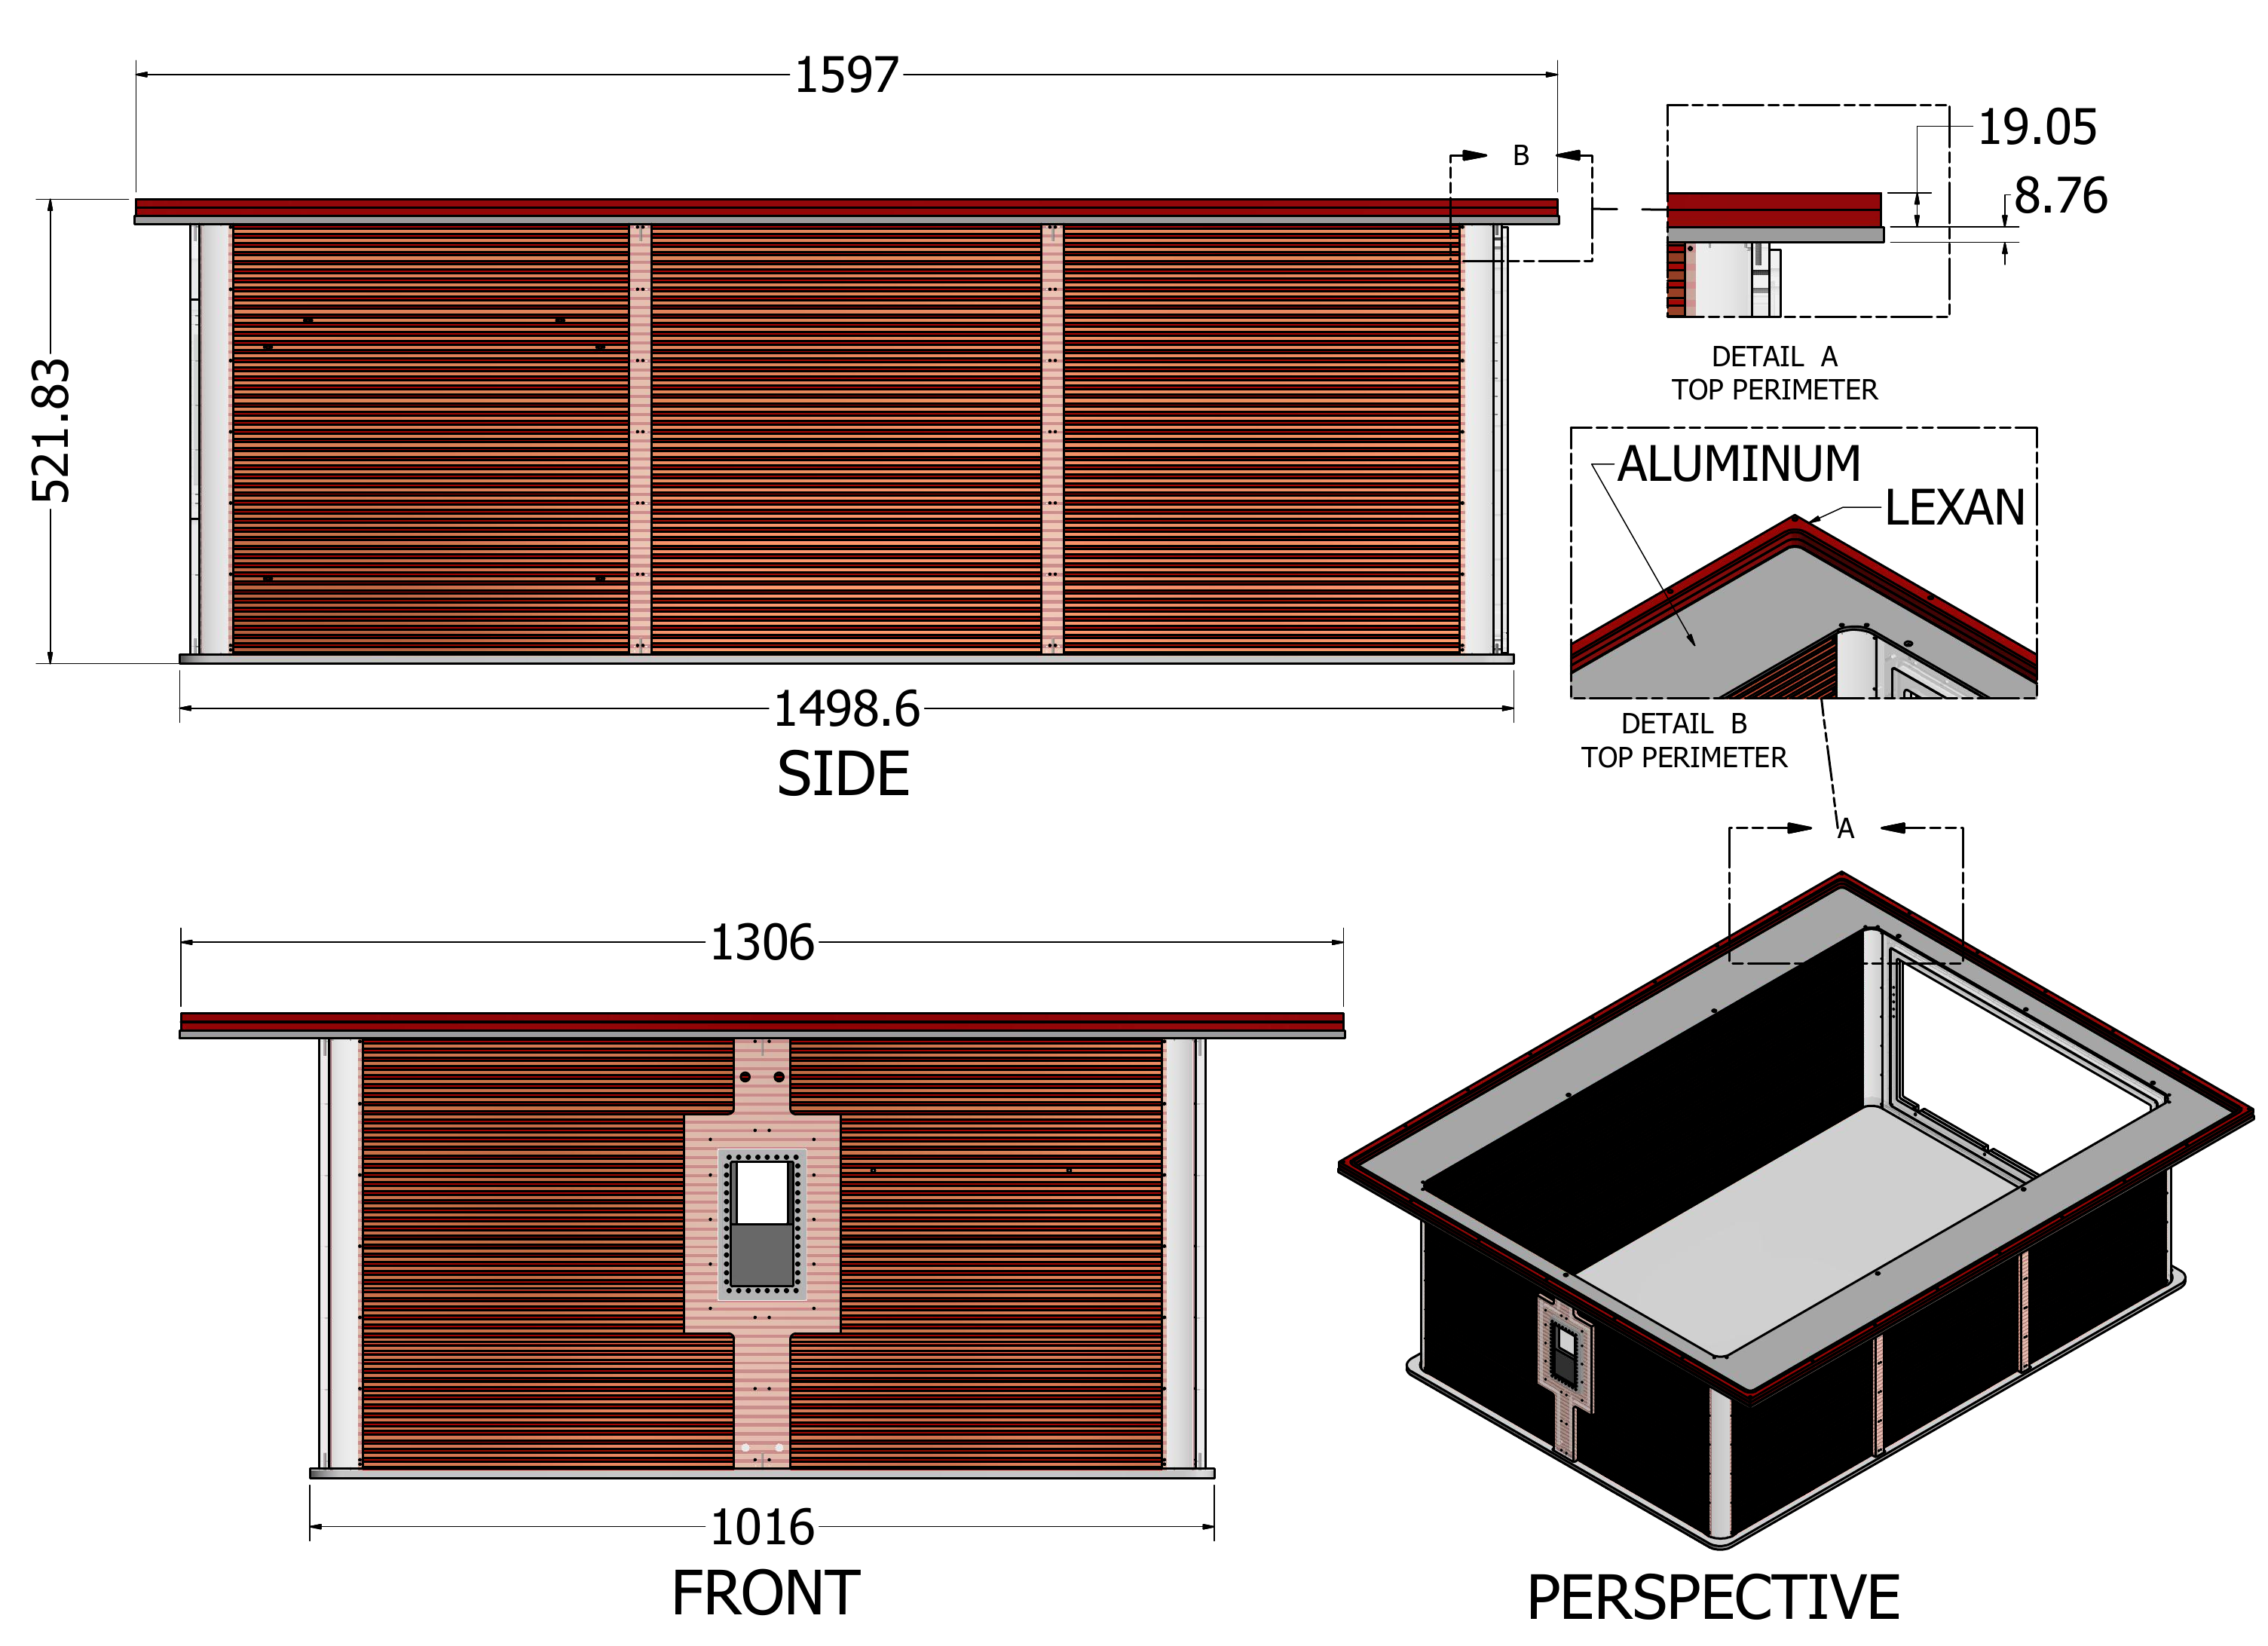 1597
B
19.05
8.76
521.83
DETAIL A
TOP PERIMETER
ALUMINUM
LEXAN
1498.6
SIDE
DETAIL B
TOP PERIMETER
A
1306
1016
FRONT
PERSPECTIVE